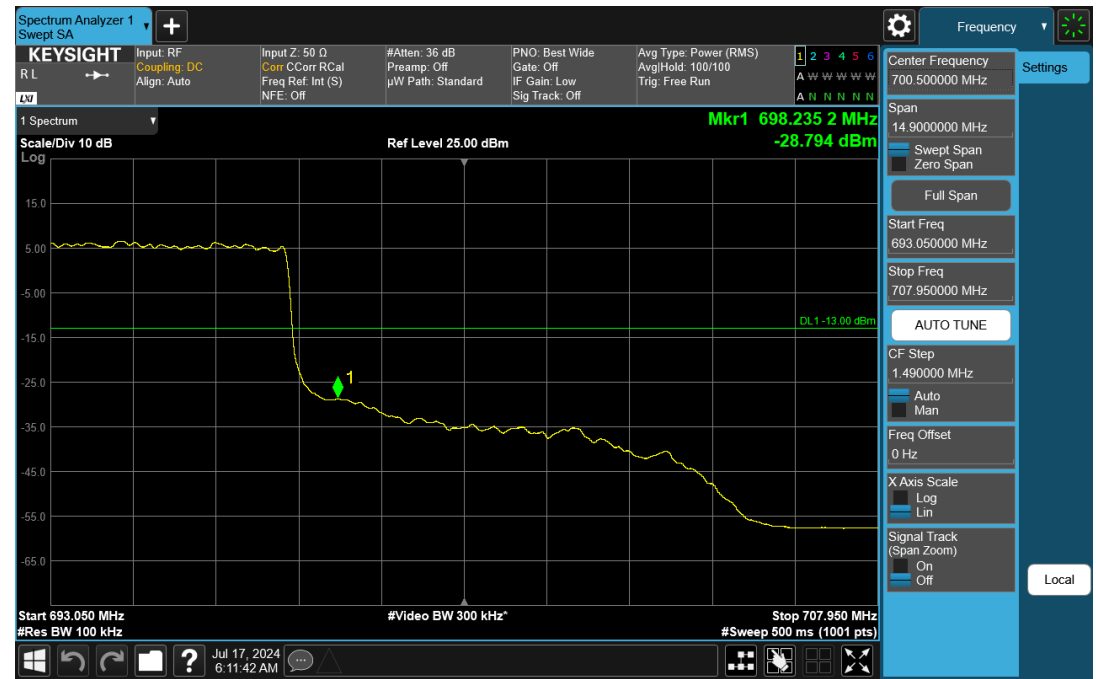 Spectrum Analyzer 1
Swept SA
+
Frequency
KEYSIGHT
R L
LXI
Input: RF
Coupling: DC
Align: Auto
Input Z: 50 Ω
Corr CCorr RCal
Freq Ref: Int (S)
NFE: Off
#Atten: 36 dB
Preamp: Off
µW Path: Standard
PNO: Best Wide
Gate: Off
IF Gain: Low
Sig Track: Off
Avg Type: Power (RMS)
Avg|Hold: 100/100
Trig: Free Run
1 2 3 4 5 6
A W W W W W
A N N N N N
1 Spectrum
Scale/Div 10 dB
Log
Ref Level 25.00 dBm
Mkr1 698.235 2 MHz
-28.794 dBm
15.0
5.00
-5.00
-15.0
-25.0
-35.0
-45.0
-55.0
-65.0
DL1 -13.00 dBm
1
Start 693.050 MHz
#Res BW 100 kHz
#Video BW 300 kHz*
Stop 707.950 MHz
#Sweep 500 ms (1001 pts)
Center Frequency
700.500000 MHz
Span
14.9000000 MHz
Swept Span
Zero Span
Full Span
Start Freq
693.050000 MHz
Stop Freq
707.950000 MHz
AUTO TUNE
CF Step
1.490000 MHz
Auto
Man
Freq Offset
0 Hz
X Axis Scale
Log
Lin
Signal Track
(Span Zoom)
On
Off
Settings
Local
?
Jul 17, 2024
6:11:42 AM